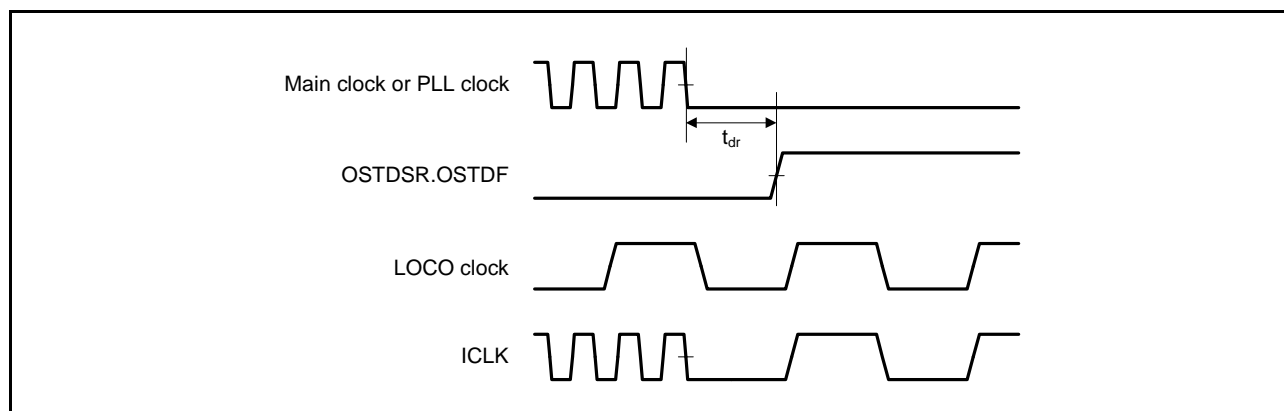 Main clock or PLL clock
tdr
OSTDSR.OSTDF
LOCO clock
ICLK